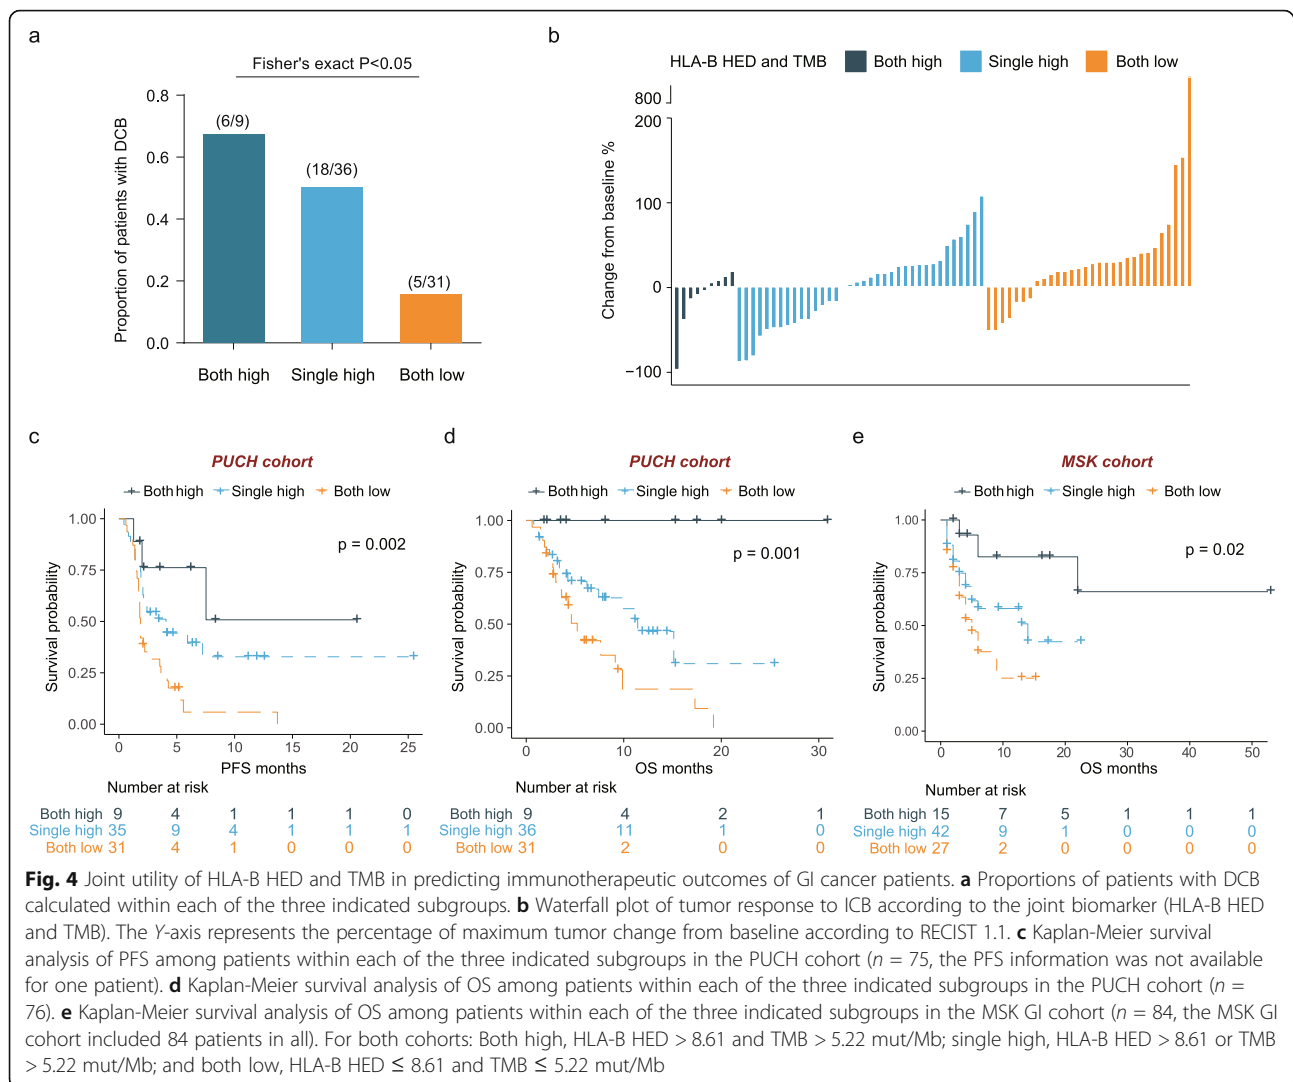 a
Fisher's exact P<0.05
Proportion of patients with DCB
0.8
0.6
0.4
0.2
0.0
(6/9)
(18/36)
(5/31)
Both high Single high Both low
b
HLA-B HED and TMB Both high Single high Both low
Change from baseline %
800
200
100
0
−100
c
PUCH cohort
Both high Single high Both low
Survival probability
1.00
0.75
0.50
0.25
0.00
p = 0.002
0 5 10 15 20 25
PFS months
Number at risk
Both high 9 4 1 1 1 0
Single high 35 9 4 1 1 1
Both low 31 4 1 0 0 0
d
PUCH cohort
Both high Single high Both low
Survival probability
1.00
0.75
0.50
0.25
0.00
p = 0.001
0 10 20 30
OS months
Number at risk
Both high 9 4 2 1
Single high 36 11 1 0
Both low 31 2 0 0
e
MSK cohort
Both high Single high Both low
Survival probability
1.00
0.75
0.50
0.25
0.00
p = 0.02
0 10 20 30 40 50
OS months
Number at risk
Both high 15 7 5 1 1 1
Single high 42 9 1 0 0 0
Both low 27 2 0 0 0 0
Fig. 4 Joint utility of HLA-B HED and TMB in predicting immunotherapeutic outcomes of GI cancer patients. a Proportions of patients with DCB
calculated within each of the three indicated subgroups. b Waterfall plot of tumor response to ICB according to the joint biomarker (HLA-B HED
and TMB). The Y-axis represents the percentage of maximum tumor change from baseline according to RECIST 1.1. c Kaplan-Meier survival
analysis of PFS among patients within each of the three indicated subgroups in the PUCH cohort (n = 75, the PFS information was not available
for one patient). d Kaplan-Meier survival analysis of OS among patients within each of the three indicated subgroups in the PUCH cohort (n =
76). e Kaplan-Meier survival analysis of OS among patients within each of the three indicated subgroups in the MSK GI cohort (n = 84, the MSK GI
cohort included 84 patients in all). For both cohorts: Both high, HLA-B HED > 8.61 and TMB > 5.22 mut/Mb; single high, HLA-B HED > 8.61 or TMB
> 5.22 mut/Mb; and both low, HLA-B HED ≤ 8.61 and TMB ≤ 5.22 mut/Mb